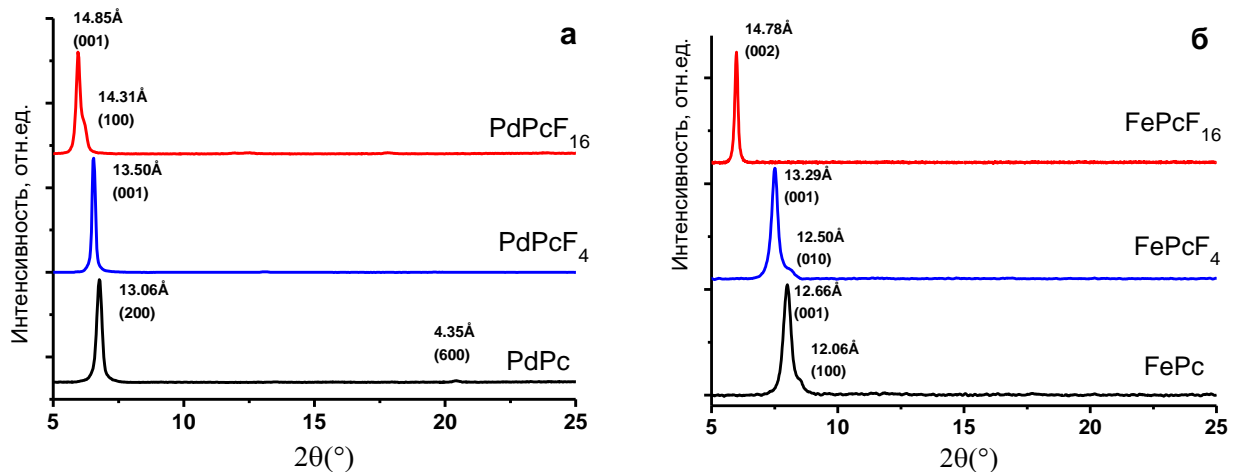 а
14.85Å
(001)
14.31Å
(100)
PdPcF16
13.50Å
(001)
PdPcF4
13.06Å
(200)
4.35Å
(600)
PdPc
Интенсивность, отн.ед.
5 10 15 20 25
2θ(°)
б
14.78Å
(002)
FePcF16
13.29Å
(001)
12.50Å
(010)
FePcF4
12.66Å
(001)
12.06Å
(100)
FePc
Интенсивность, отн.ед.
5 10 15 20 25
2θ(°)